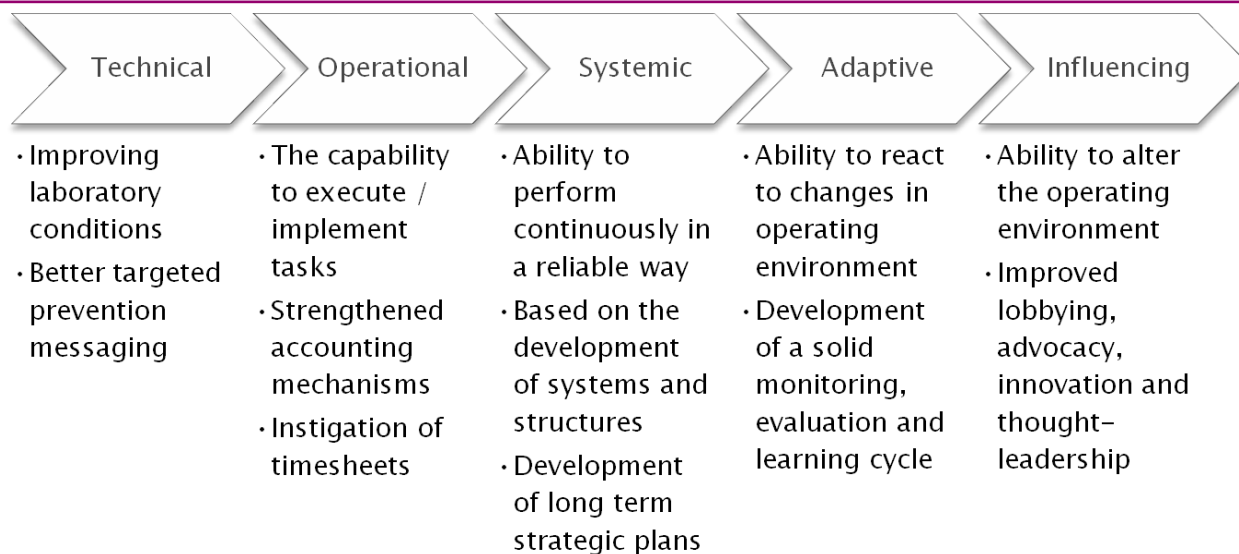 Technical
Operational
Systemic
Adaptive
Influencing
· Improving
laboratory
conditions
· Better targeted
prevention
messaging
· The capability
to execute /
implement
tasks
· Strengthened
accounting
mechanisms
· Instigation of
timesheets
· Ability to
perform
continuously in
a reliable way
· Based on the
development
of systems and
structures
· Development
of long term
strategic plans
· Ability to react
to changes in
operating
environment
· Development
of a solid
monitoring,
evaluation and
learning cycle
· Ability to alter
the operating
environment
· Improved
lobbying,
advocacy,
innovation and
thought-
leadership